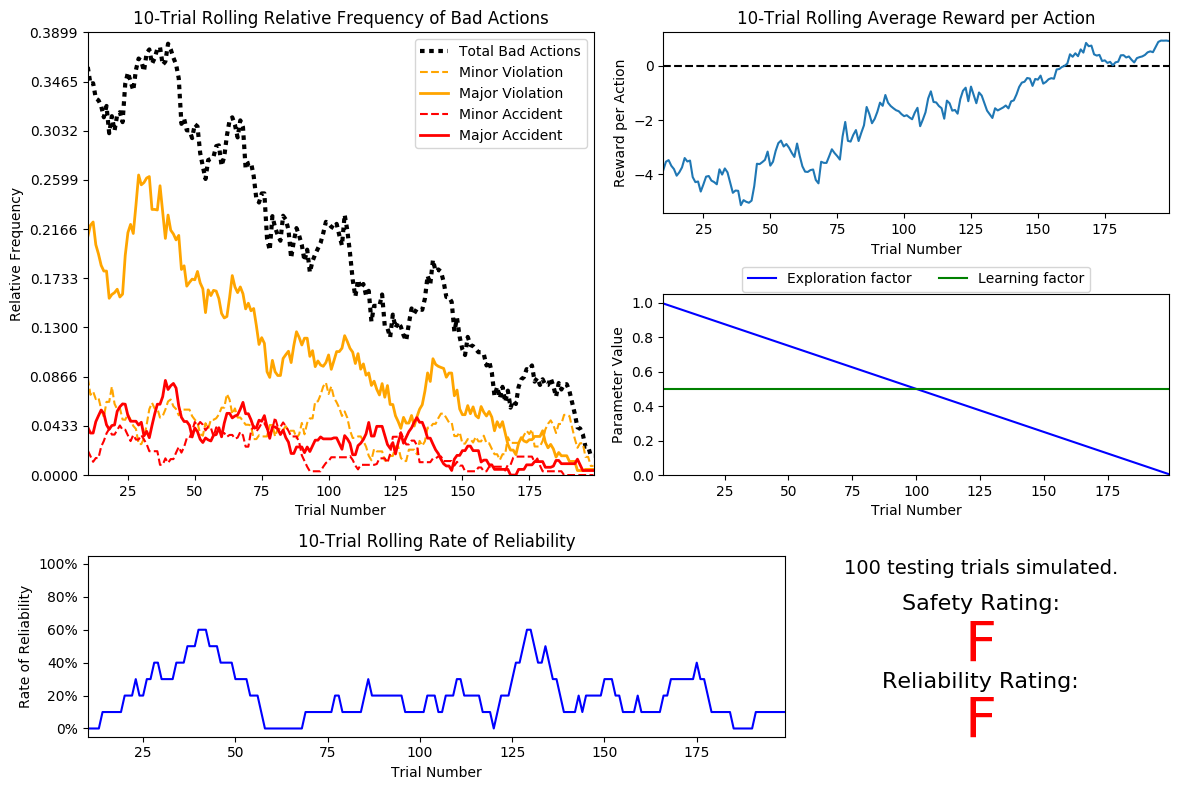 10-Trial Rolling Relative Frequency of Bad Actions
0.3899
0.3465
0.3032
0.2599
0.2166
0.1733
0.1300
0.0866
0.0433
0.0000
Relative Frequency
Total Bad Actions
Minor Violation
Major Violation
Minor Accident
Major Accident
25 50 75 100 125 150 175
Trial Number
10-Trial Rolling Average Reward per Action
0
−2
−4
Reward per Action
25 50 75 100 125 150 175
Trial Number
Exploration factor Learning factor
1.0
0.8
0.6
0.4
0.2
0.0
Parameter Value
25 50 75 100 125 150 175
Trial Number
10-Trial Rolling Rate of Reliability
100%
80%
60%
40%
20%
0%
Rate of Reliability
25 50 75 100 125 150 175
Trial Number
100 testing trials simulated.
Safety Rating:
F
Reliability Rating:
F